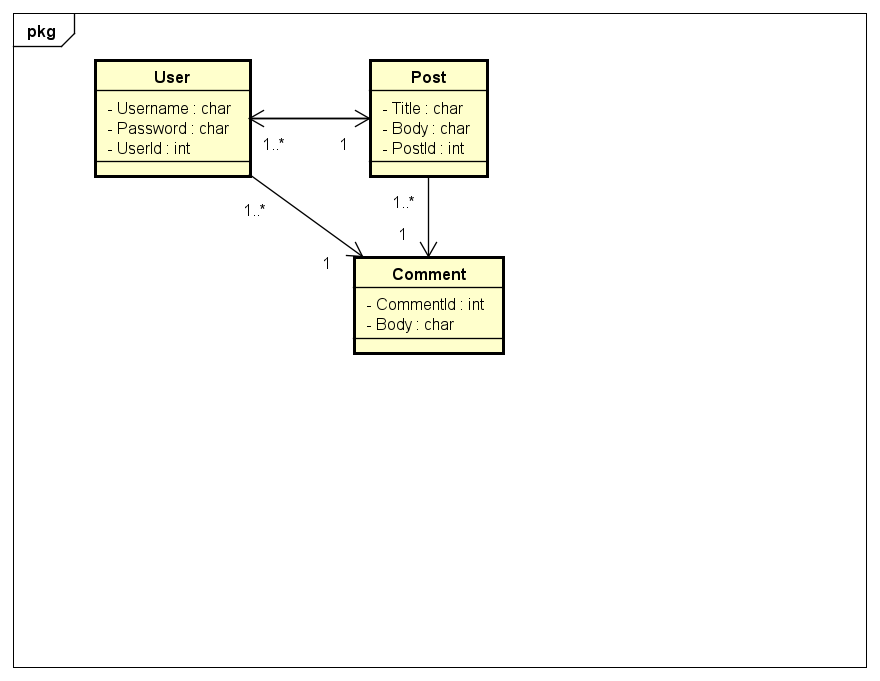 pkg
User
- Username : char
- Password : char
- UserId : int
Post
- Title : char
- Body : char
- PostId : int
1..*
1
1..*
1
1..*
1
Comment
- CommentId : int
- Body : char